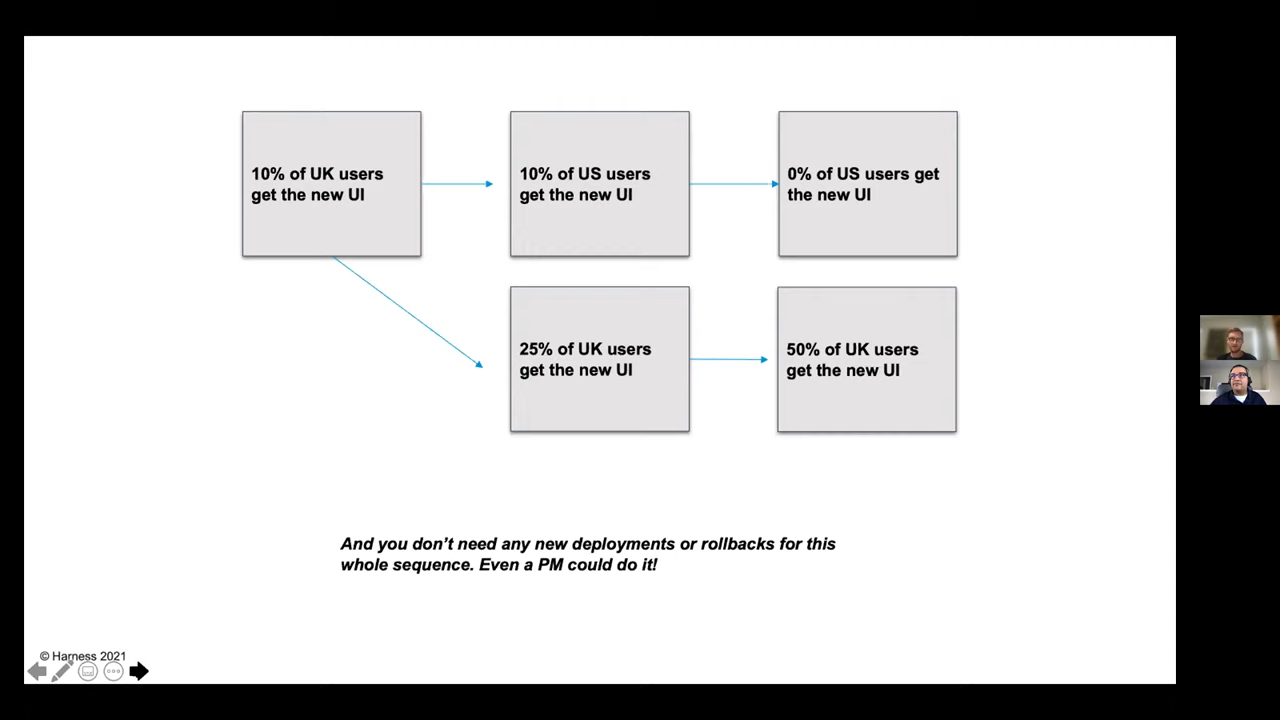 10% of UK users
get the new UI
10% of US users
get the new UI
0% of US users get
the new UI
25% of UK users
get the new UI
50% of UK users
get the new UI
And you don’t need any new deployments or rollbacks for this
whole sequence. Even a PM could do it!
© Harness 2021